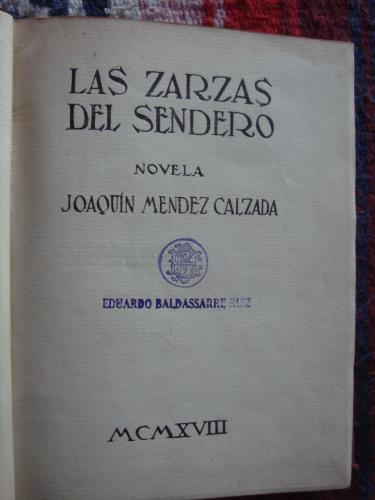 LAS ZARZAS
DEL SENDERO
NOVELA
JOAQUÍN MENDEZ CALZADA
EDUARDO BALDASSARRE RUIZ
MCMXVIII